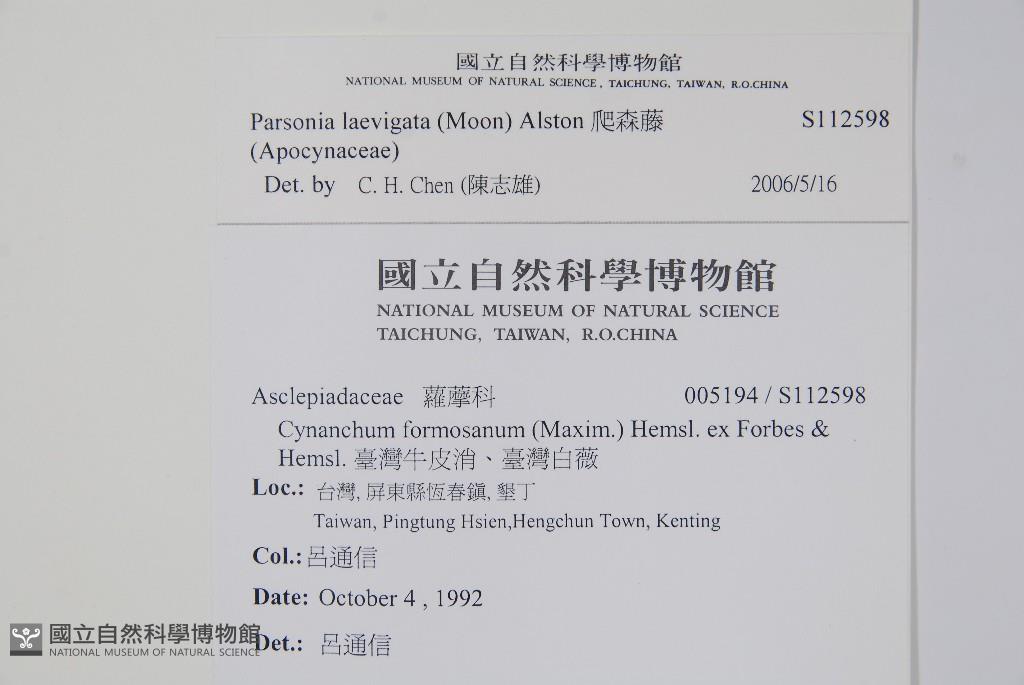 國立自然科學博物館
NATIONAL MUSEUM OF NATURAL SCIENCE, TAICHUNG, TAIWAN, R.O.CHINA
Parsonia laevigata (Moon) Alston 爬森藤 S112598
(Apocynaceae)
Det. by C. H. Chen (陳志雄) 2006/5/16
國立自然科學博物館
NATIONAL MUSEUM OF NATURAL SCIENCE
TAICHUNG, TAIWAN, R.O.CHINA
Asclepiadaceae 蘿藦科 005194 / S112598
Cynanchum formosanum (Maxim.) Hemsl. ex Forbes &
Hemsl. 臺灣牛皮消、臺灣白薇
Loc.: 台灣, 屏東縣恆春鎮, 墾丁
Taiwan, Pingtung Hsien,Hengchun Town, Kenting
Col.: 呂通信
Date: October 4 , 1992
Det.: 呂通信
國立自然科學博物館
NATIONAL MUSEUM OF NATURAL SCIENCE